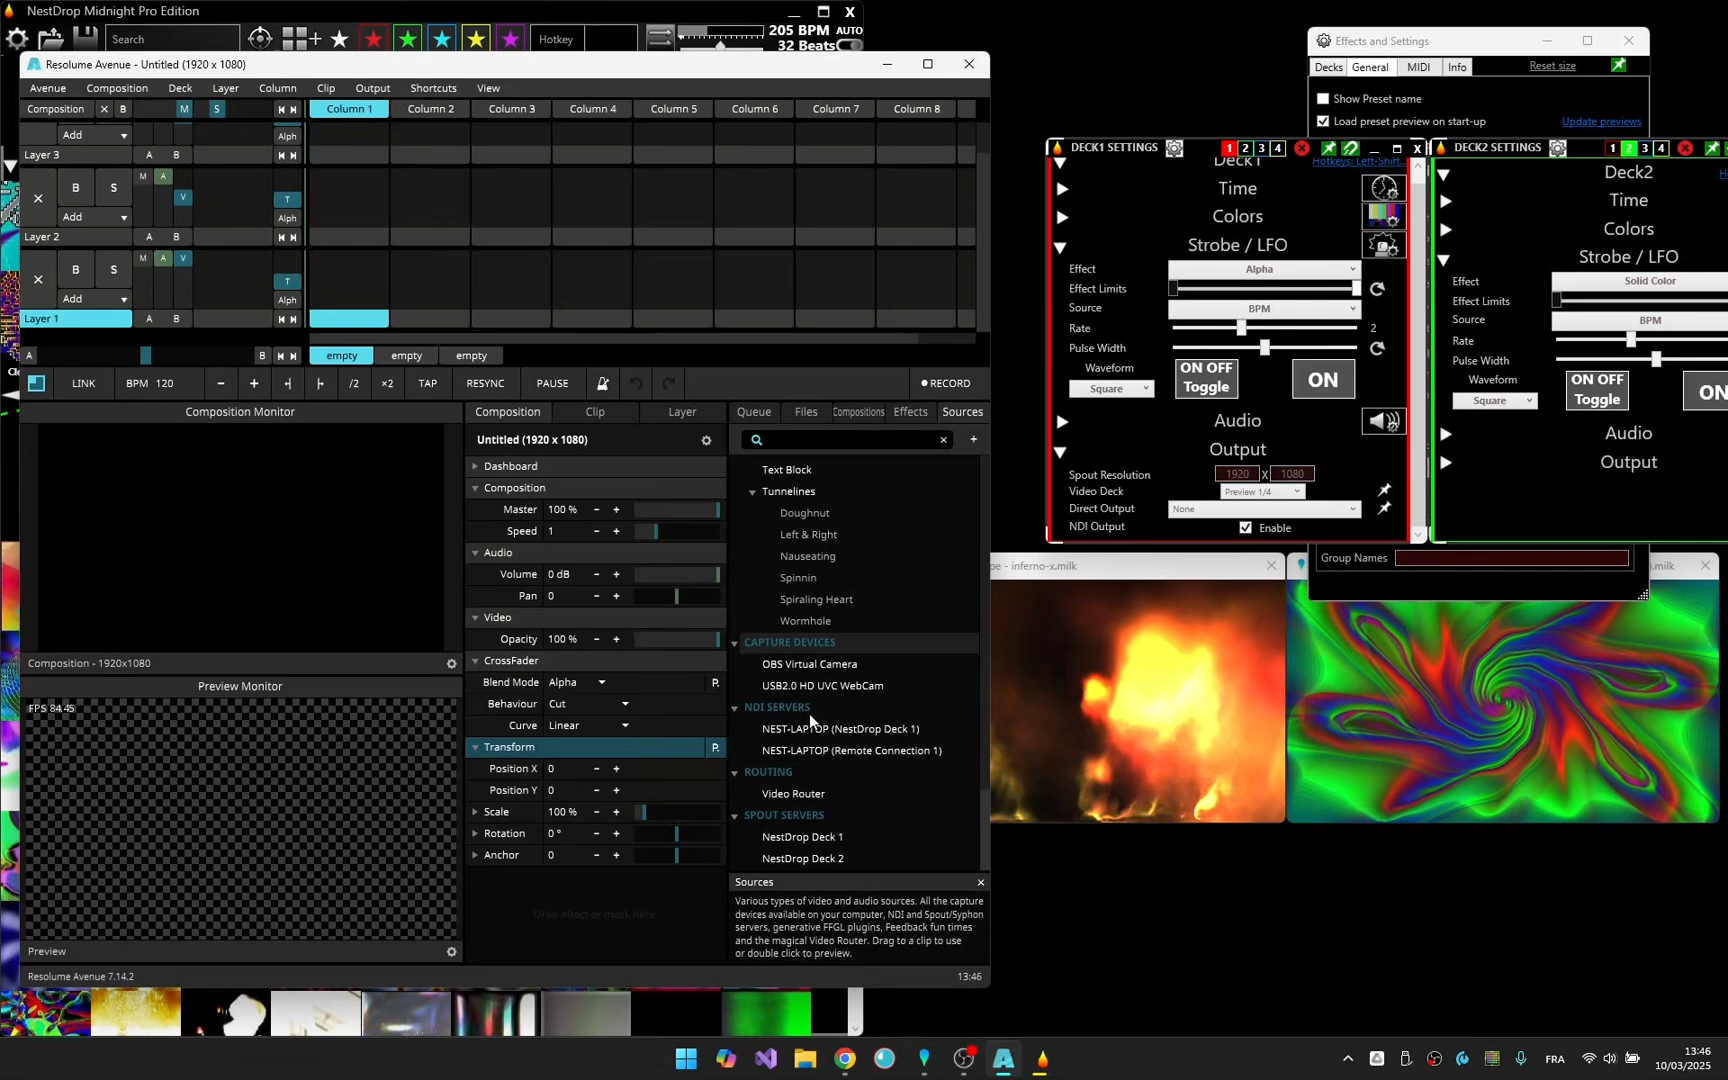 NestDrop Midnight Pro Edition
Search
Hotkey
205 BPM
AUTO
32 Beats
Resolume Avenue - Untitled (1920 x 1080)
Avenue Composition Deck Layer Column Clip Output Shortcuts View
Composition B M S Column 1 Column 2 Column 3 Column 4 Column 5 Column 6 Column 7 Column 8
Add Alph
Layer 3 A B
B S M A V T
Add Alph
Layer 2 A B
B S M A V T
Add Alph
Layer 1 A B
A B empty empty empty
LINK BPM 120 - + /2 ×2 TAP RESYNC PAUSE RECORD
Composition Monitor
Composition - 1920x1080
Preview Monitor
FPS 84.45
Preview
Resolume Avenue 7.14.2
Composition Clip Layer
Untitled (1920 x 1080)
Dashboard
Composition
Master 100 % - +
Speed 1 - +
Audio
Volume 0 dB - +
Pan 0 - +
Video
Opacity 100 % - +
CrossFader
Blend Mode Alpha P.
Behaviour Cut
Curve Linear
Transform P.
Position X 0 - +
Position Y 0 - +
Scale 100 % - +
Rotation 0 ° - +
Anchor 0 - +
Drop effect or mask here
Queue Files Compositions Effects Sources
Text Block
Tunnelines
Doughnut
Left & Right
Nauseating
Spinnin
Spiraling Heart
Wormhole
CAPTURE DEVICES
OBS Virtual Camera
USB2.0 HD UVC WebCam
NDI SERVERS
NEST-LAPTOP (NestDrop Deck 1)
NEST-LAPTOP (Remote Connection 1)
ROUTING
Video Router
SPOUT SERVERS
NestDrop Deck 1
NestDrop Deck 2
Sources
Various types of video and audio sources. All the capture
devices available on your computer, NDI and Spout/Syphon
servers, generative FFGL plugins, Feedback fun times
and the magical Video Router. Drag to a clip to use
or double click to preview.
13:46
Effects and Settings
Decks General MIDI Info Reset size
Show Preset name
Load preset preview on start-up Update previews
DECK1 SETTINGS 1 2 3 4 X
Deck1 Hotkeys: Left-Shift...
Time
Colors
Strobe / LFO
Effect Alpha
Effect Limits
Source BPM
Rate 2
Pulse Width
Waveform
Square
ON OFF
Toggle
ON
Audio
Output
Spout Resolution 1920 X 1080
Video Deck Preview 1/4
Direct Output None
NDI Output Enable
DECK2 SETTINGS 1 2 3 4
Deck2
Time
Colors
Strobe / LFO
Effect Solid Color
Effect Limits
Source BPM
Rate
Pulse Width
Waveform
Square
ON OFF
Toggle
ON
Audio
Output
Group Names
inferno-x.milk
.milk
FRA
13:46
10/03/2025